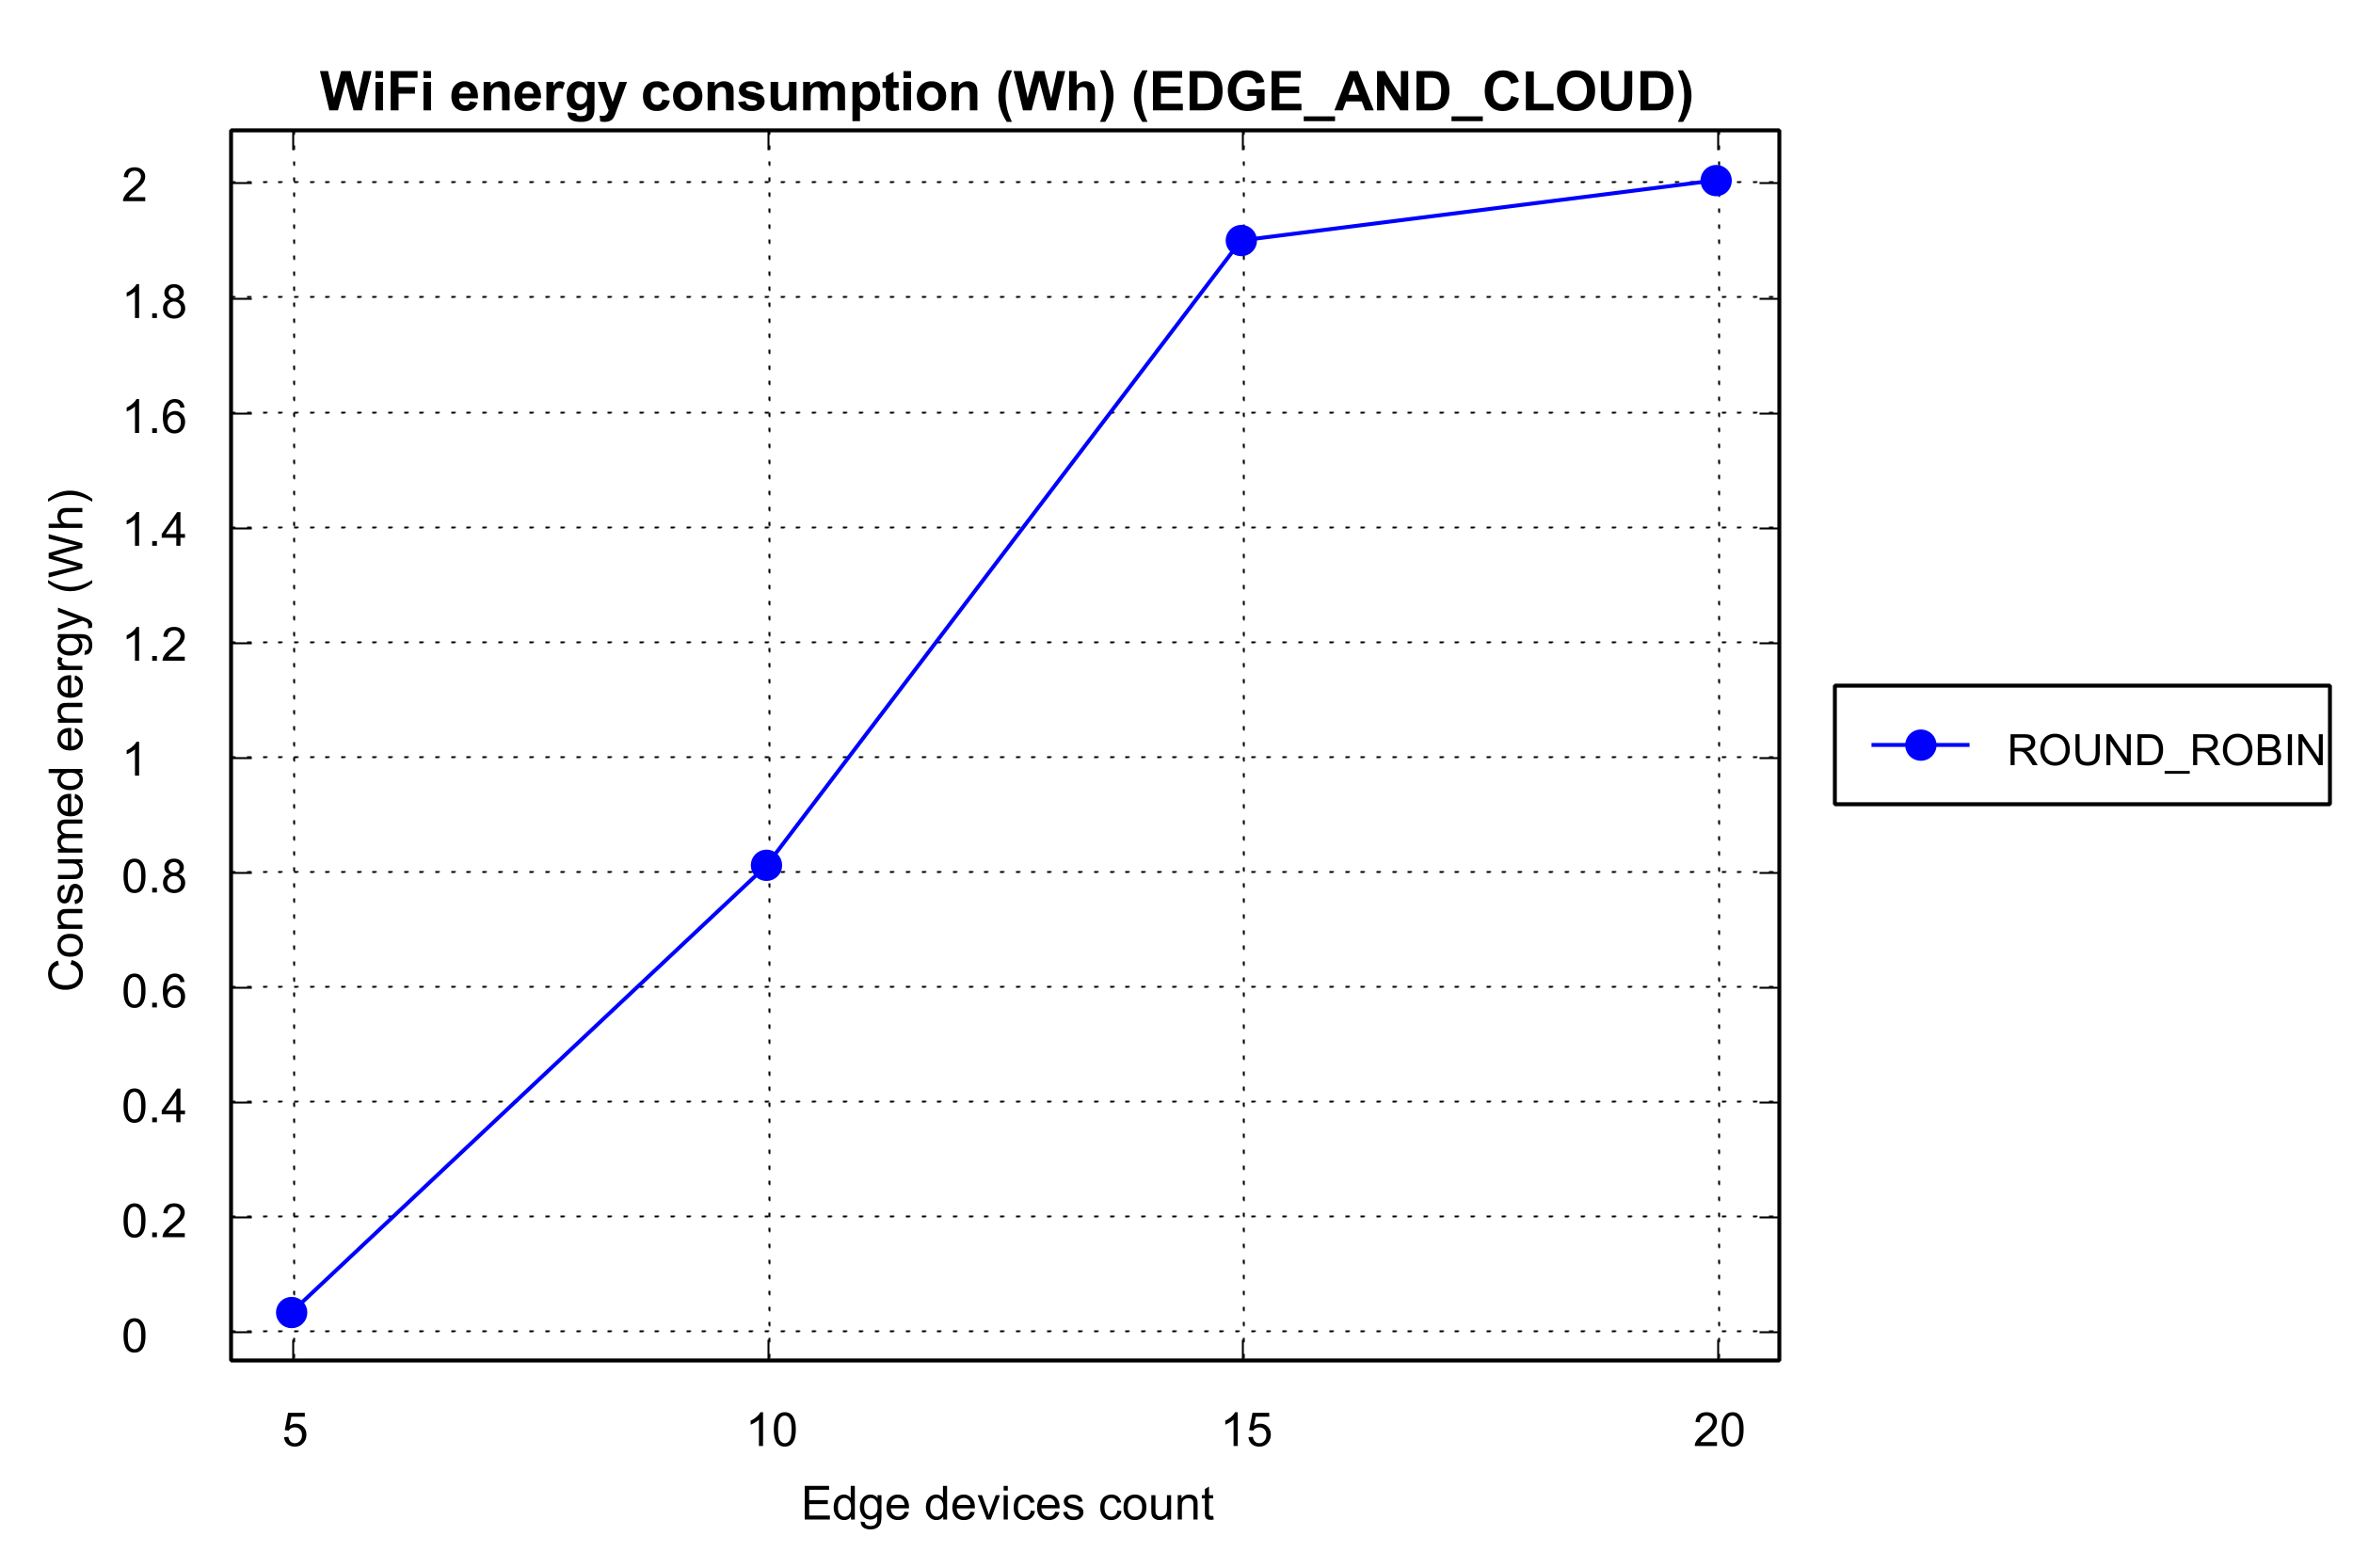 WiFi energy consumption (Wh) (EDGE_AND_CLOUD)
2
1.8
1.6
1.4
1.2
1
0.8
0.6
0.4
0.2
0
Consumed energy (Wh)
5 10 15 20
Edge devices count
ROUND_ROBIN